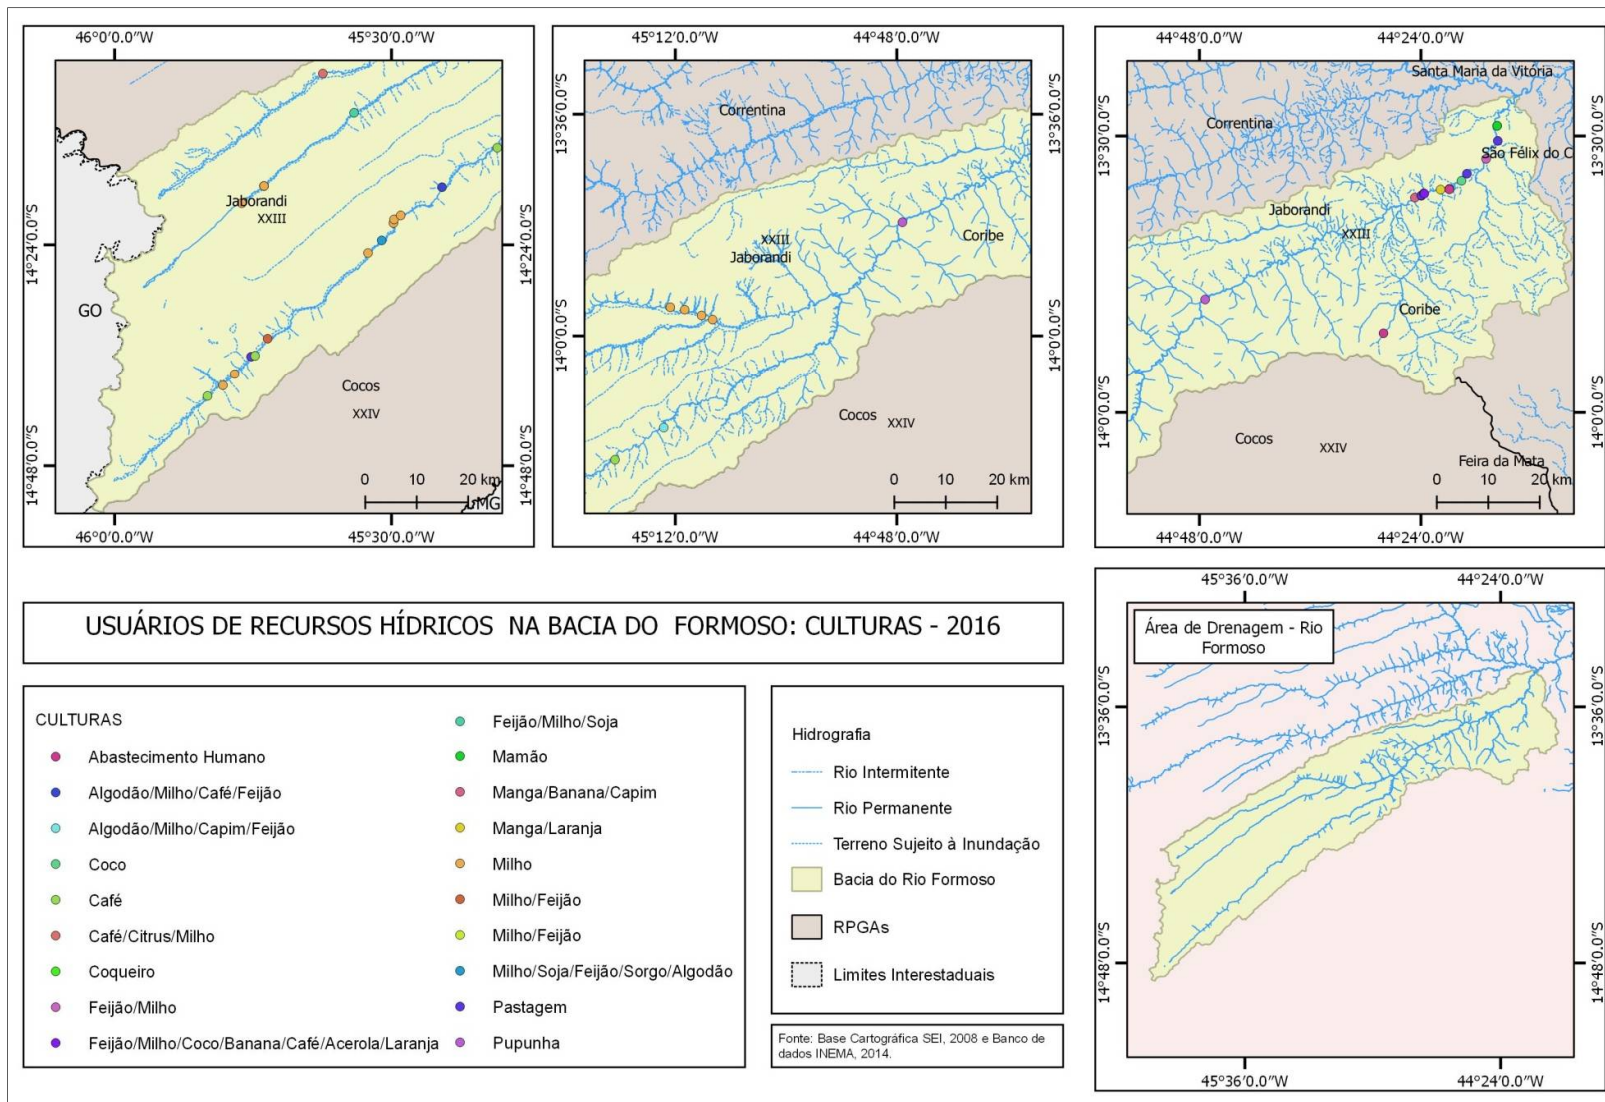 46°0′0.0″W
45°30′0.0″W
14°24′0.0″S
14°48′0.0″S
Jaborandi
XXIII
GO
Cocos
XXIV
0 10 20 km
MG
14°24′0.0″S
14°48′0.0″S
46°0′0.0″W
45°30′0.0″W
45°12′0.0″W
44°48′0.0″W
13°36′0.0″S
14°0′0.0″S
Correntina
XXIII
Jaborandi
Coribe
Cocos
XXIV
0 10 20 km
13°36′0.0″S
14°0′0.0″S
45°12′0.0″W
44°48′0.0″W
44°48′0.0″W
44°24′0.0″W
13°30′0.0″S
14°0′0.0″S
Santa Maria da Vitória
Correntina
São Félix do C
Jaborandi
XXIII
Coribe
Cocos
XXIV
Feira da Mata
0 10 20 km
13°30′0.0″S
14°0′0.0″S
44°48′0.0″W
44°24′0.0″W
USUÁRIOS DE RECURSOS HÍDRICOS NA BACIA DO FORMOSO: CULTURAS - 2016
CULTURAS
Abastecimento Humano
Algodão/Milho/Café/Feijão
Algodão/Milho/Capim/Feijão
Coco
Café
Café/Citrus/Milho
Coqueiro
Feijão/Milho
Feijão/Milho/Coco/Banana/Café/Acerola/Laranja
Feijão/Milho/Soja
Mamão
Manga/Banana/Capim
Manga/Laranja
Milho
Milho/Feijão
Milho/Feijão
Milho/Soja/Feijão/Sorgo/Algodão
Pastagem
Pupunha
Hidrografia
Rio Intermitente
Rio Permanente
Terreno Sujeito à Inundação
Bacia do Rio Formoso
RPGAs
Limites Interestaduais
Fonte: Base Cartográfica SEI, 2008 e Banco de
dados INEMA, 2014.
45°36′0.0″W
44°24′0.0″W
Área de Drenagem - Rio
Formoso
13°36′0.0″S
14°48′0.0″S
13°36′0.0″S
14°48′0.0″S
45°36′0.0″W
44°24′0.0″W